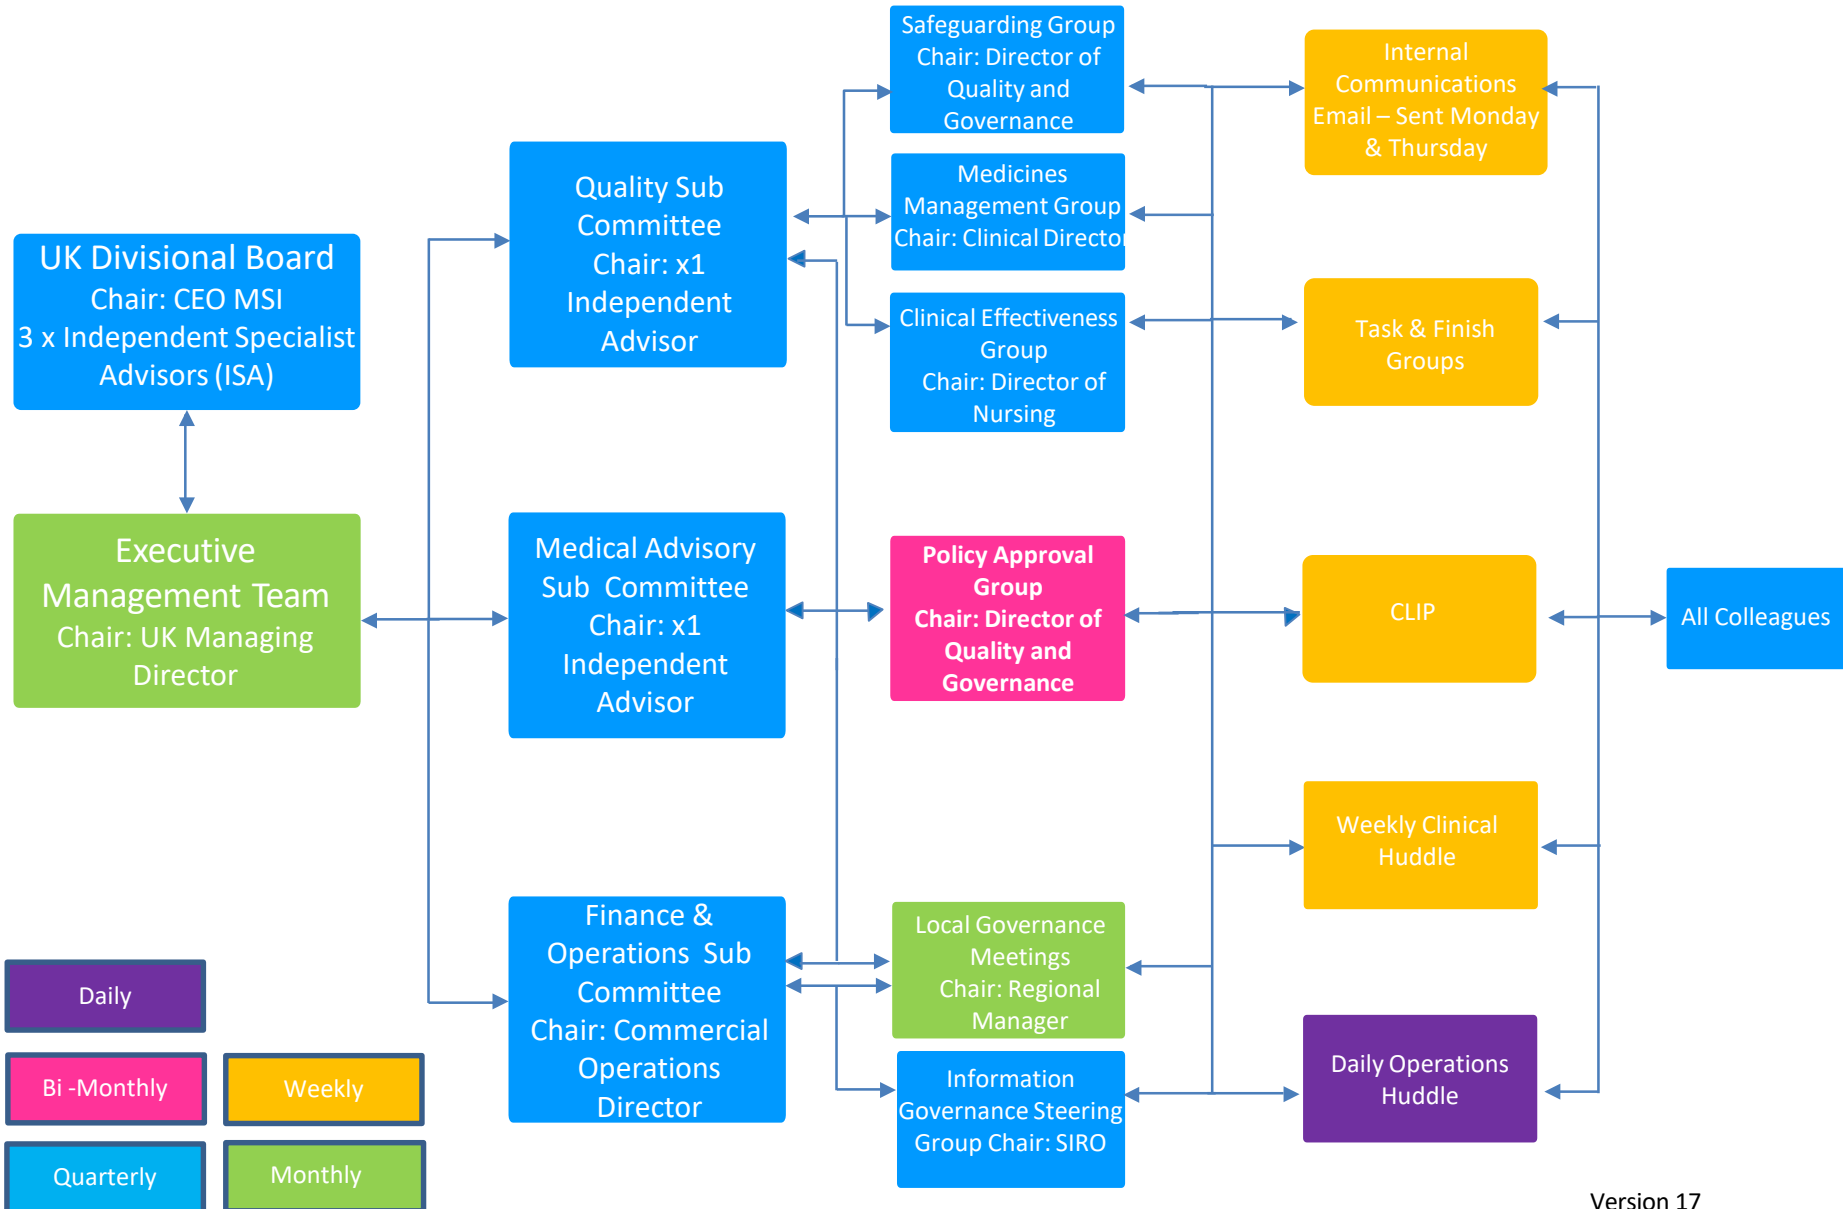 UK Divisional Board
Chair: CEO MSI
3 x Independent Specialist
Advisors (ISA)
Executive
Management Team
Chair: UK Managing
Director
Quality Sub
Committee
Chair: x1
Independent
Advisor
Medical Advisory
Sub  Committee
Chair: x1
Independent
Advisor
Finance &
Operations  Sub
Committee
Chair: Commercial
Operations
Director
Safeguarding Group
Chair: Director of
Quality and
Governance
Medicines
Management Group
Chair: Clinical Director
Clinical Effectiveness
Group
Chair: Director of
Nursing
Policy Approval
Group
Chair: Director of
Quality and
Governance
Local Governance
Meetings
Chair: Regional
Manager
Information
Governance Steering
Group Chair: SIRO
Internal
Communications
Email – Sent Monday
& Thursday
Task & Finish
Groups
CLIP
Weekly Clinical
Huddle
Daily Operations
Huddle
All Colleagues
Daily
Bi -Monthly
Weekly
Quarterly
Monthly
Version 17